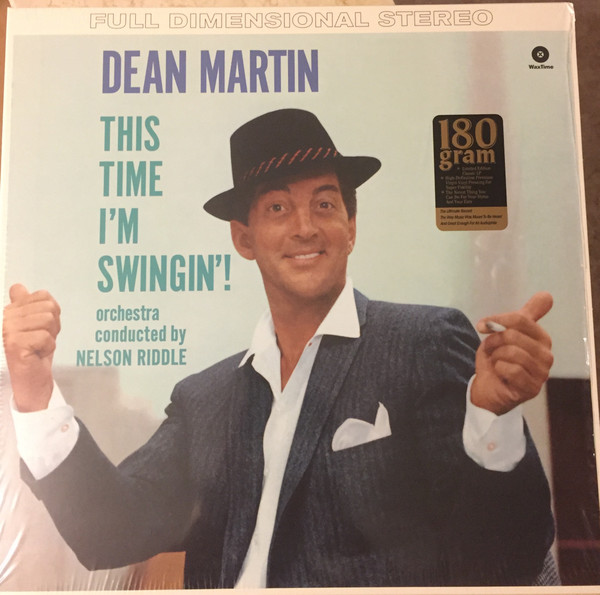 FULL DIMENSIONAL STEREO
DEAN MARTIN
THIS
TIME
I'M
SWINGIN'!
orchestra
conducted by
NELSON RIDDLE
WaxTime
180
gram